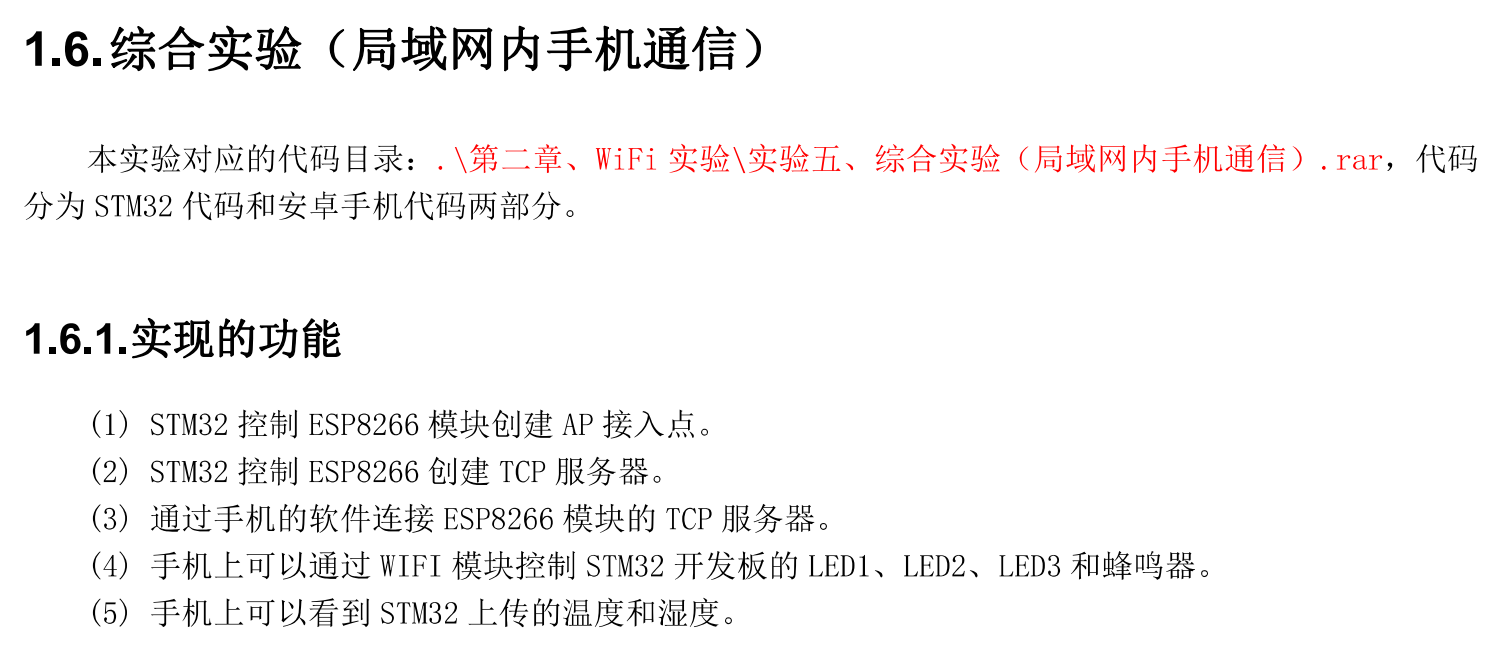 1.6.综合实验（局域网内手机通信）
本实验对应的代码目录：.\第二章、WiFi 实验\实验五、综合实验（局域网内手机通信）.rar，代码
分为 STM32 代码和安卓手机代码两部分。
1.6.1.实现的功能
(1) STM32 控制 ESP8266 模块创建 AP 接入点。
(2) STM32 控制 ESP8266 创建 TCP 服务器。
(3) 通过手机的软件连接 ESP8266 模块的 TCP 服务器。
(4) 手机上可以通过 WIFI 模块控制 STM32 开发板的 LED1、LED2、LED3 和蜂鸣器。
(5) 手机上可以看到 STM32 上传的温度和湿度。